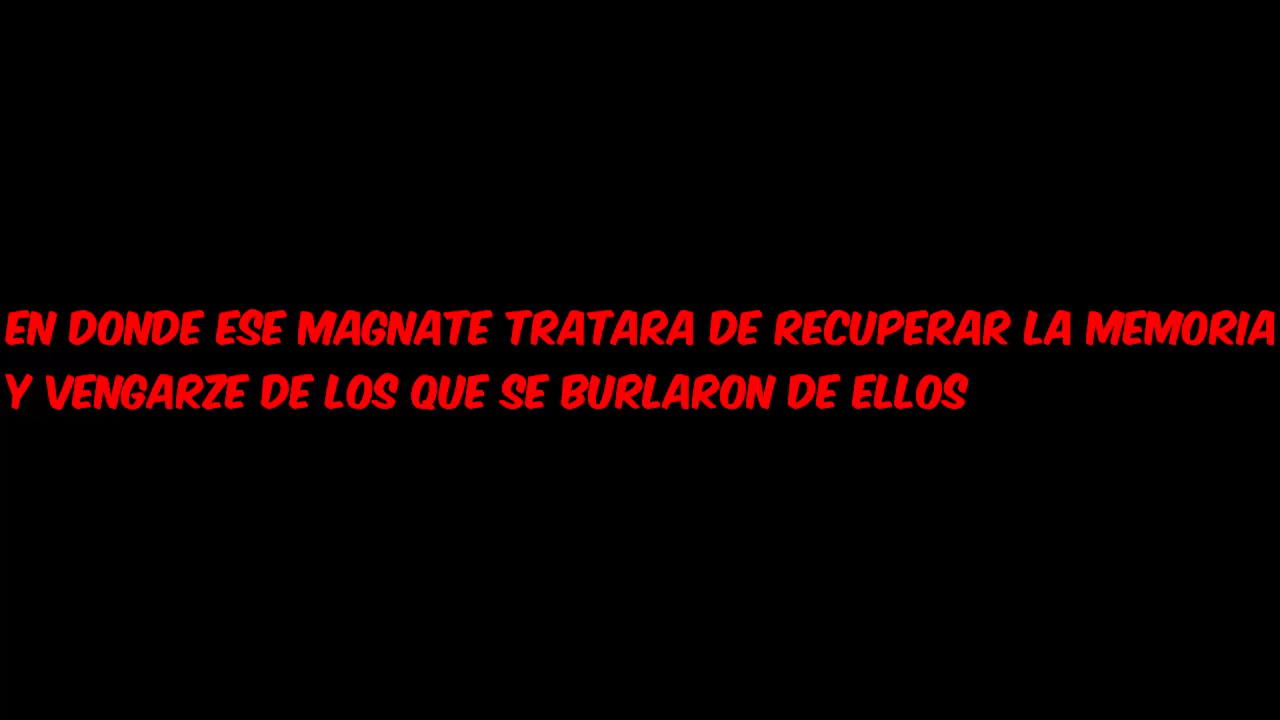 EN DONDE ESE MAGNATE TRATARA DE RECUPERAR LA MEMORIA
Y VENGARZE DE LOS QUE SE BURLARON DE ELLOS